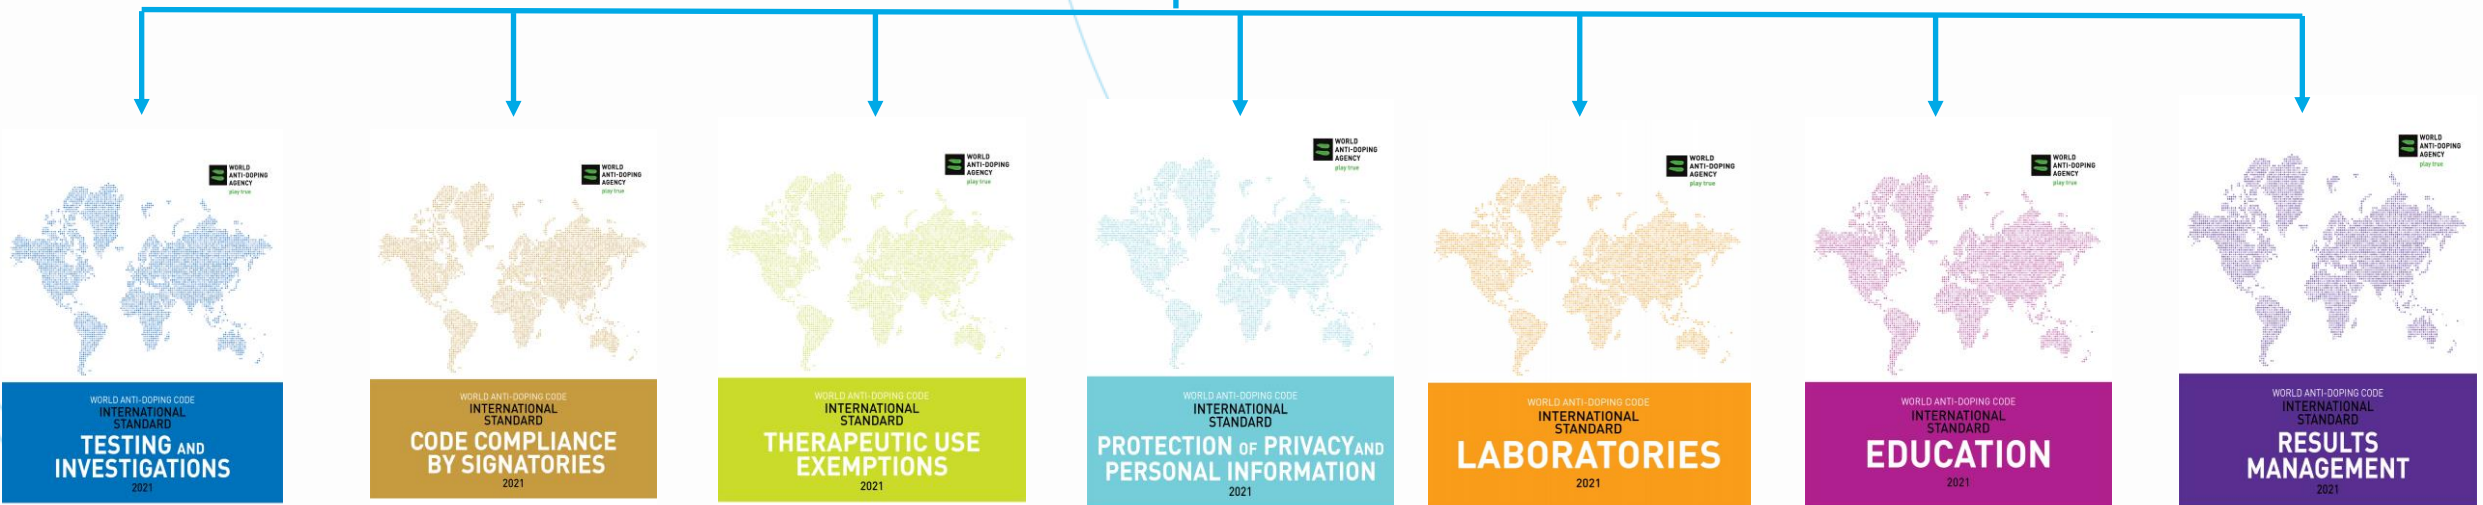 WORLD
ANTI-DOPING
AGENCY
play true
WORLD ANTI-DOPING CODE
INTERNATIONAL
STANDARD
TESTING AND
INVESTIGATIONS
2021
WORLD
ANTI-DOPING
AGENCY
play true
WORLD ANTI-DOPING CODE
INTERNATIONAL
STANDARD
CODE COMPLIANCE
BY SIGNATORIES
2021
WORLD
ANTI-DOPING
AGENCY
play true
WORLD ANTI-DOPING CODE
INTERNATIONAL
STANDARD
THERAPEUTIC USE
EXEMPTIONS
2021
WORLD
ANTI-DOPING
AGENCY
play true
WORLD ANTI-DOPING CODE
INTERNATIONAL
STANDARD
PROTECTION OF PRIVACY AND
PERSONAL INFORMATION
2021
WORLD
ANTI-DOPING
AGENCY
play true
WORLD ANTI-DOPING CODE
INTERNATIONAL
STANDARD
LABORATORIES
2021
WORLD
ANTI-DOPING
AGENCY
play true
WORLD ANTI-DOPING CODE
INTERNATIONAL
STANDARD
EDUCATION
2021
WORLD
ANTI-DOPING
AGENCY
play true
WORLD ANTI-DOPING CODE
INTERNATIONAL
STANDARD
RESULTS
MANAGEMENT
2021